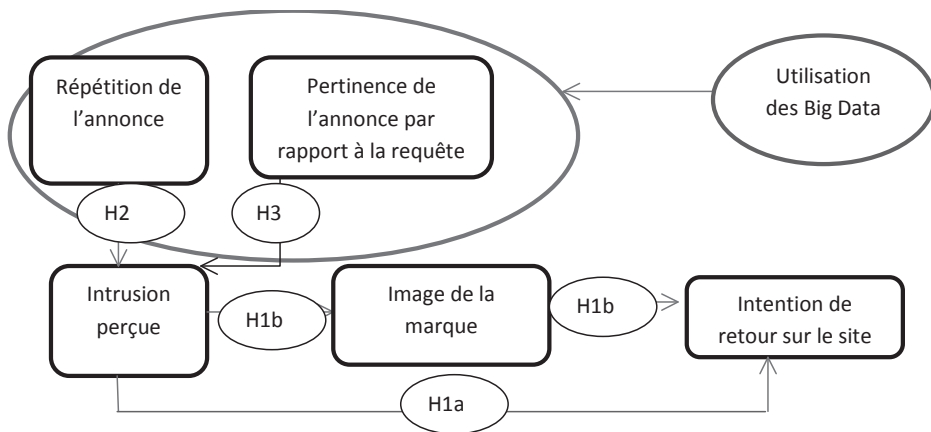 Répétition de
l’annonce
Pertinence de
l’annonce par
rapport à la requête
Utilisation
des Big Data
H2
H3
Intrusion
perçue
H1b
Image de la
marque
H1b
Intention de
retour sur le site
H1a